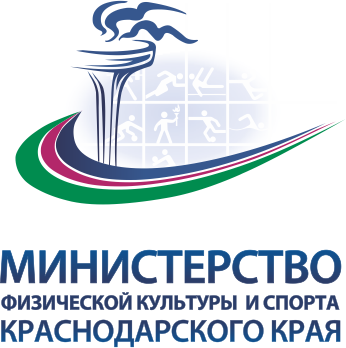 МИНИСТЕРСТВО
ФИЗИЧЕСКОЙ КУЛЬТУРЫ И СПОРТА
КРАСНОДАРСКОГО КРАЯ